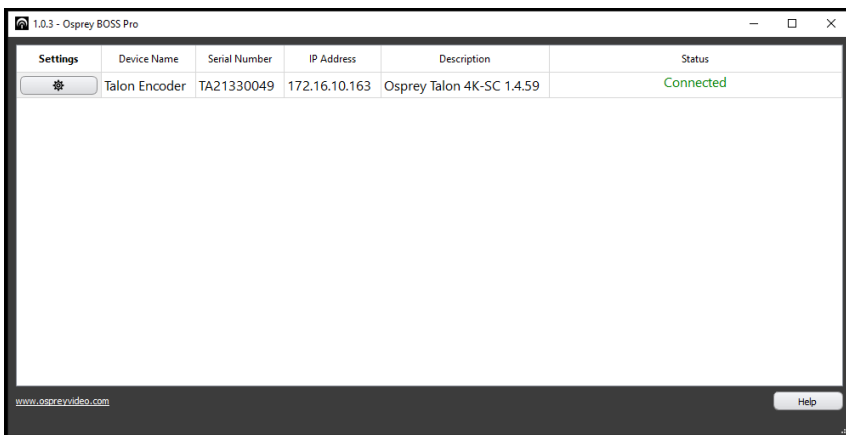 1.0.3 - Osprey BOSS Pro
Settings Device Name Serial Number IP Address Description Status
Talon Encoder TA21330049 172.16.10.163 Osprey Talon 4K-SC 1.4.59 Connected
www.ospreyvideo.com Help